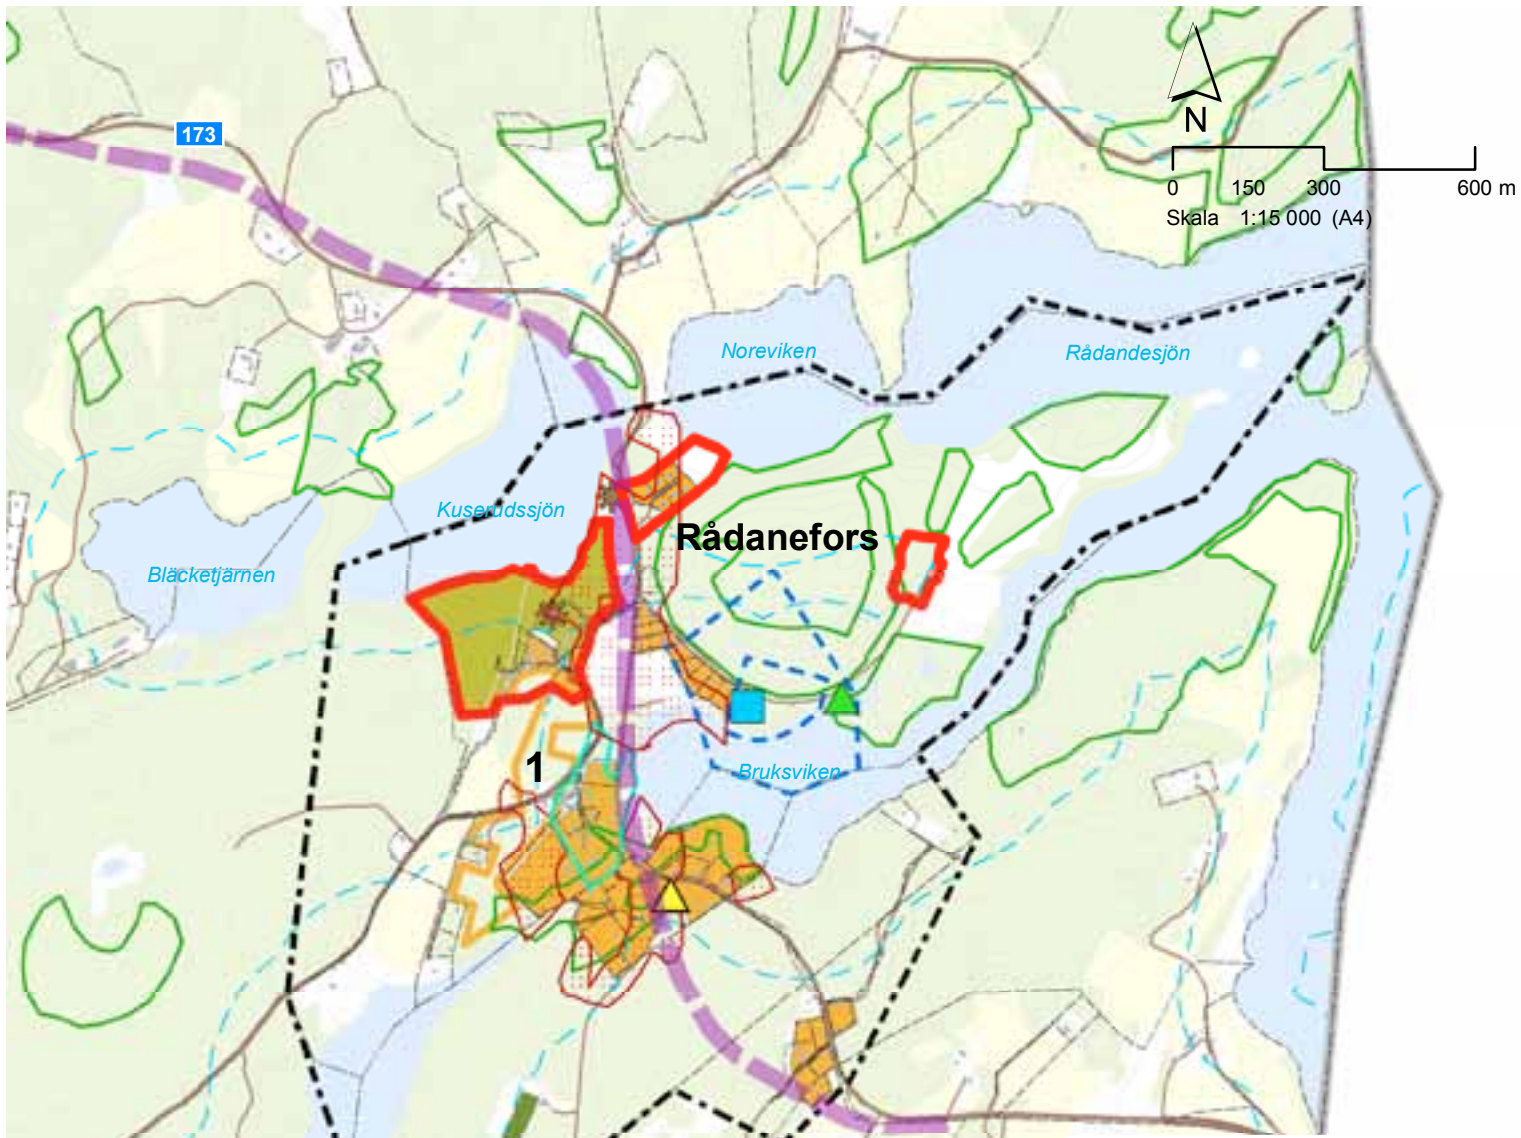 173
N
0 150 300 600 m
Skala 1:15 000 (A4)
Noreviken
Rådandesjön
Kuserudssjön
Rådanefors
Bläcketjärnen
1
Bruksviken